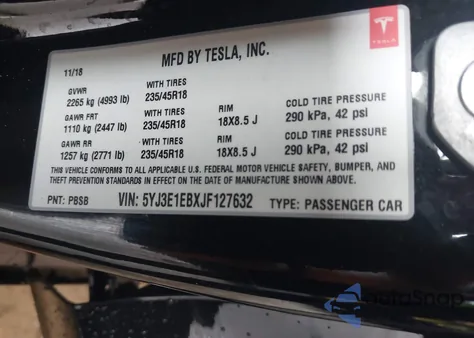 MFD BY TESLA, INC.
TESLA
11/18
GVWR
2265 kg (4993 lb)
WITH TIRES
235/45R18
GAWR FRT
1110 kg (2447 lb)
WITH TIRES
235/45R18
RIM
18X8.5 J
COLD TIRE PRESSURE
290 kPa, 42 psi
GAWR RR
1257 kg (2771 lb)
WITH TIRES
235/45R18
RIM
18X8.5 J
COLD TIRE PRESSURE
290 kPa, 42 psi
THIS VEHICLE CONFORMS TO ALL APPLICABLE U.S. FEDERAL MOTOR VEHICLE SAFETY, BUMPER, AND
THEFT PREVENTION STANDARDS IN EFFECT ON THE DATE OF MANUFACTURE SHOWN ABOVE.
PNT: PBSB
VIN: 5YJ3E1EBXJF127632
TYPE: PASSENGER CAR
AutoSnap